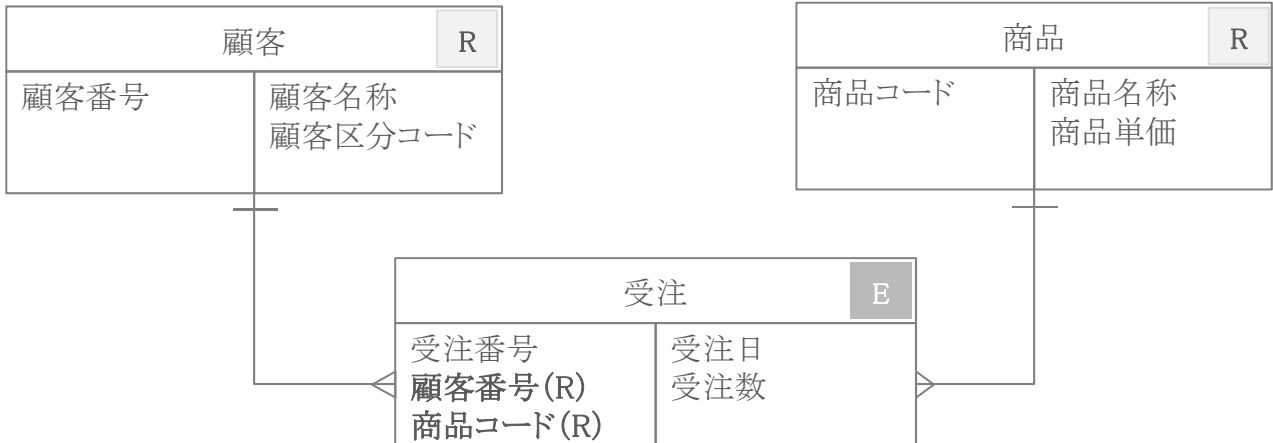 顧客 R
顧客番号
顧客名称
顧客区分コード
商品 R
商品コード
商品名称
商品単価
受注 E
受注番号
顧客番号(R)
商品コード(R)
受注日
受注数